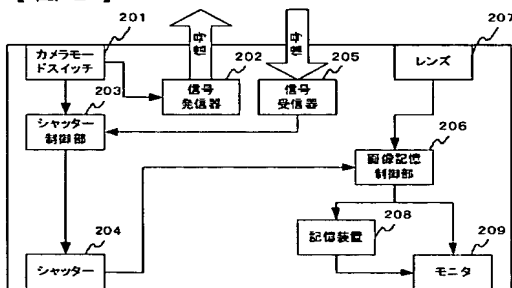 201
カメラモー
ドスイッチ
信号
202
信号
発信器
信号
205
信号
受信器
207
レンズ
203
シャッター
制御部
206
画像記憶
制御部
204
シャッター
208
記憶装置
209
モニタ